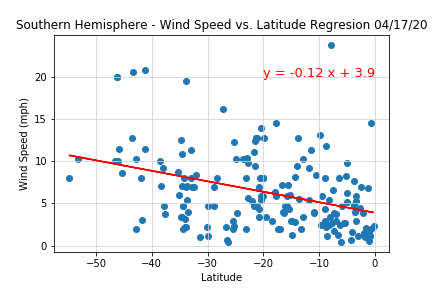 Southern Hemisphere - Wind Speed vs. Latitude Regresion 04/17/20
y = -0.12 x + 3.9
Wind Speed (mph)
20
15
10
5
0
−50
−40
−30
−20
−10
0
Latitude